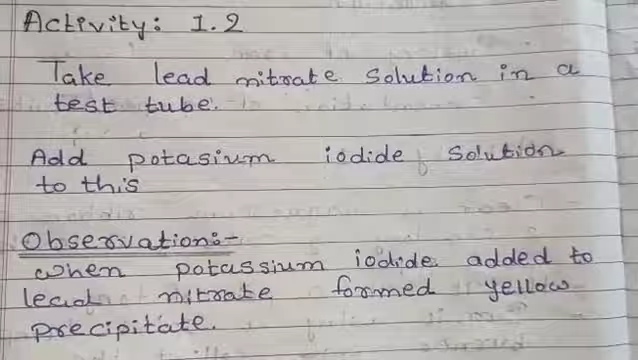 Activity: 1.2
Take lead nitrate solution in a
test tube.
Add potasium iodide solution
to this
Observation:-
when potassium iodide added to
lead nitrate formed yellow
precipitate.